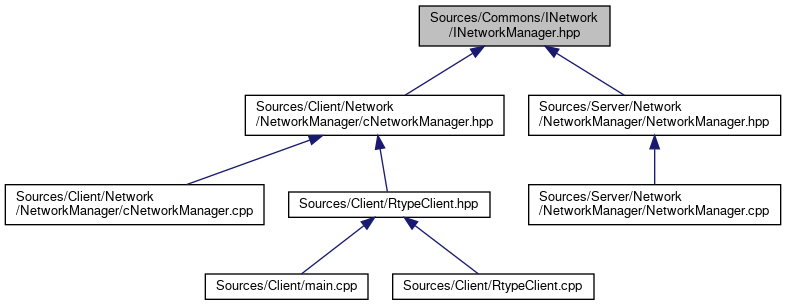 Sources/Commons/INetwork
/INetworkManager.hpp
Sources/Client/Network
/NetworkManager/cNetworkManager.hpp
Sources/Server/Network
/NetworkManager/NetworkManager.hpp
Sources/Client/Network
/NetworkManager/cNetworkManager.cpp
Sources/Client/RtypeClient.hpp
Sources/Server/Network
/NetworkManager/NetworkManager.cpp
Sources/Client/main.cpp
Sources/Client/RtypeClient.cpp